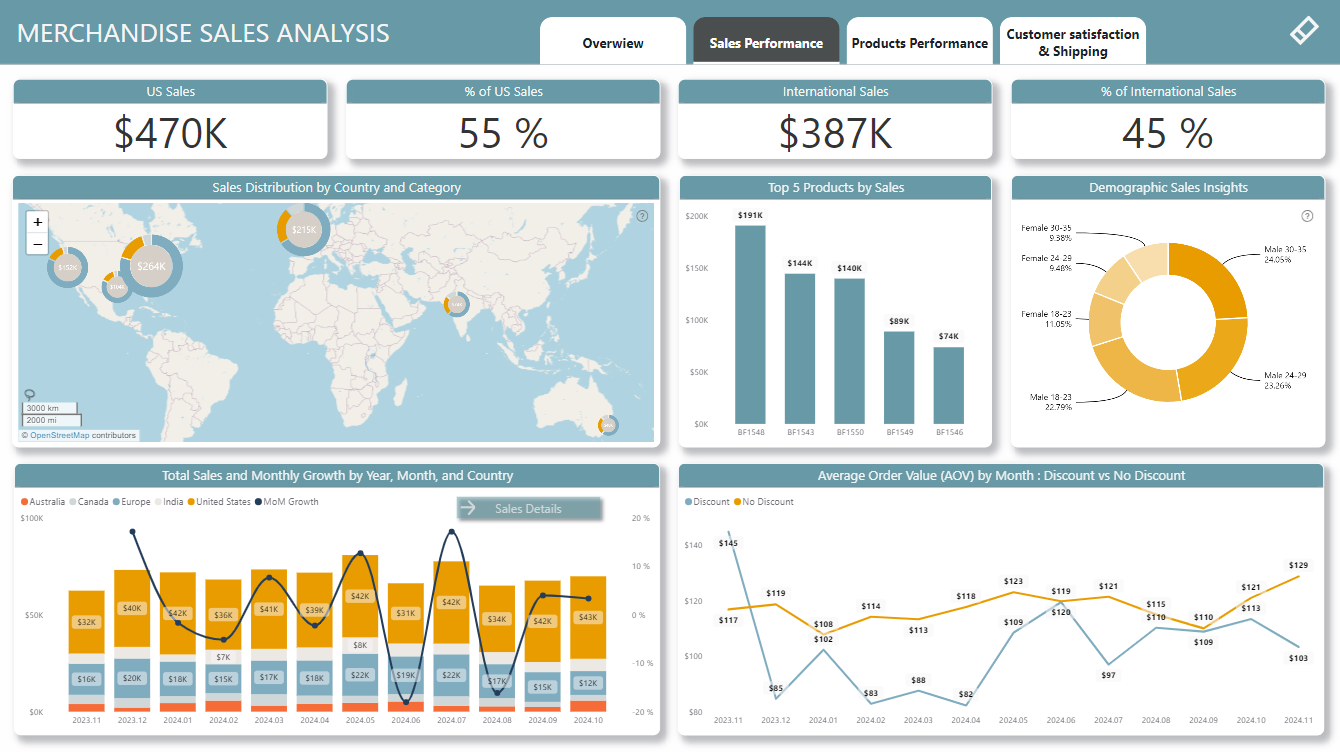 MERCHANDISE SALES ANALYSIS
Overwiew
Sales Performance
Products Performance
Customer satisfaction
& Shipping
US Sales
$470K
% of US Sales
55 %
International Sales
$387K
% of International Sales
45 %
Sales Distribution by Country and Category
+
−
$152K
$264K
$215K
?
3000 km
2000 mi
© OpenStreetMap contributors
Top 5 Products by Sales
$200K
$150K
$100K
$50K
$0K
$191K
$144K
$140K
$89K
$74K
BF1548
BF1543
BF1550
BF1549
BF1546
Demographic Sales Insights
?
Female 30-35
9.38%
Female 24-29
9.48%
Female 18-23
11.05%
Male 18-23
22.79%
Male 30-35
24.05%
Male 24-29
23.26%
Total Sales and Monthly Growth by Year, Month, and Country
Australia Canada Europe India United States MoM Growth
Sales Details
$100K
$50K
$0K
20 %
10 %
0 %
-10 %
-20 %
$32K $40K $42K $36K $41K $39K $42K $31K $42K $34K $42K $43K
$7K $8K
$16K $20K $18K $15K $17K $18K $22K $19K $22K $17K $15K $12K
2023.11 2023.12 2024.01 2024.02 2024.03 2024.04 2024.05 2024.06 2024.07 2024.08 2024.09 2024.10
Average Order Value (AOV) by Month : Discount vs No Discount
Discount No Discount
$140
$120
$100
$80
$117 $119 $108 $114 $113 $118 $123 $119 $121 $115 $110 $121 $129
$145 $85 $102 $83 $88 $82 $109 $120 $97 $110 $109 $113 $103
2023.11 2023.12 2024.01 2024.02 2024.03 2024.04 2024.05 2024.06 2024.07 2024.08 2024.09 2024.10 2024.11